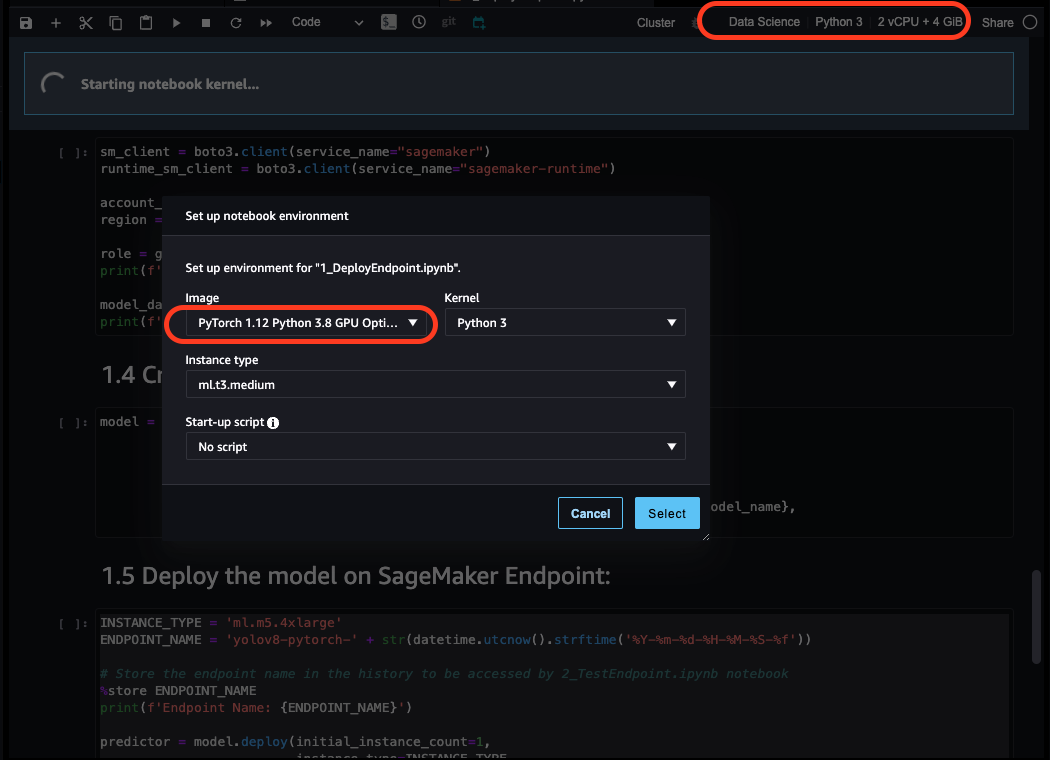 Code
git
Cluster
Data Science
Python 3
2 vCPU + 4 GiB
Share
Starting notebook kernel...
[ ]: sm_client = boto3.client(service_name="sagemaker")
runtime_sm_client = boto3.client(service_name="sagemaker-runtime")
account_
region =
role = g
print(f'
model_da
print(f'
Set up notebook environment
Set up environment for "1_DeployEndpoint.ipynb".
Image
Kernel
PyTorch 1.12 Python 3.8 GPU Opti...
Python 3
Instance type
ml.t3.medium
Start-up script
No script
Cancel
Select
1.4 Cr
[ ]: model =
odel_name},
1.5 Deploy the model on SageMaker Endpoint:
[ ]: INSTANCE_TYPE = 'ml.m5.4xlarge'
ENDPOINT_NAME = 'yolov8-pytorch-' + str(datetime.utcnow().strftime('%Y-%m-%d-%H-%M-%S-%f'))
# Store the endpoint name in the history to be accessed by 2_TestEndpoint.ipynb notebook
%store ENDPOINT_NAME
print(f'Endpoint Name: {ENDPOINT_NAME}')
predictor = model.deploy(initial_instance_count=1,
instance_type=INSTANCE_TYPE